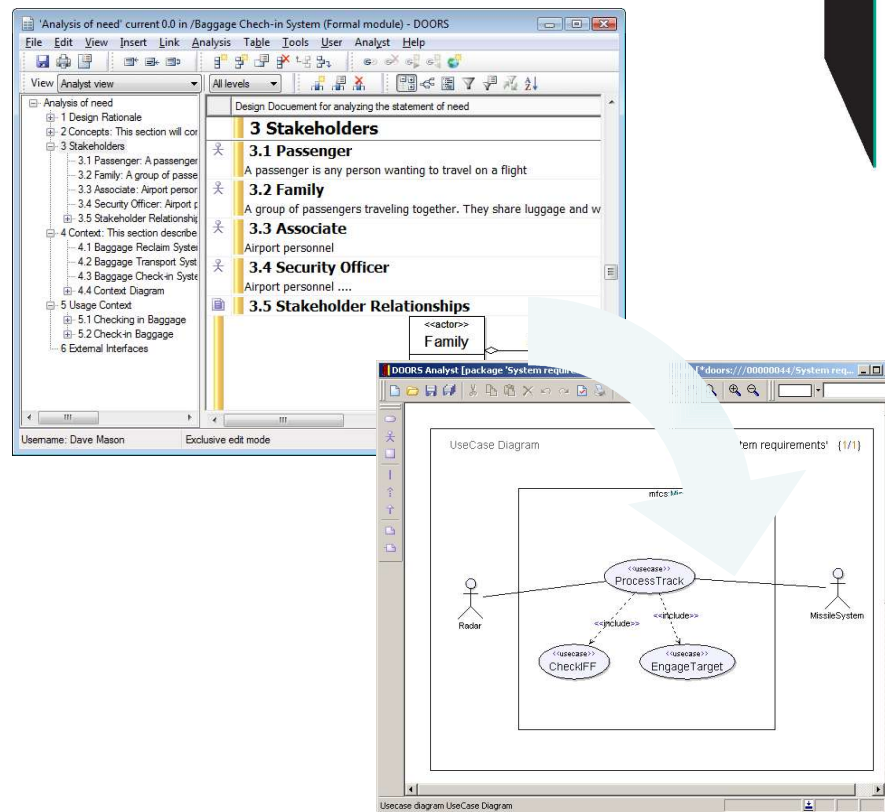 'Analysis of need' current 0.0 in /Baggage Chech-in System (Formal module) - DOORS
File Edit View Insert Link Analysis Table Tools User Analyst Help
View Analyst view All levels
Analysis of need
1 Design Rationale
2 Concepts: This section will cor
3 Stakeholders
3.1 Passenger: A passenger
3.2 Family: A group of passe
3.3 Associate: Airport persor
3.4 Security Officer: Airport p
3.5 Stakeholder Relationship
4 Context: This section describe
4.1 Baggage Reclaim System
4.2 Baggage Transport Syst
4.3 Baggage Check-in Syste
4.4 Context Diagram
5 Usage Context
5.1 Checking in Baggage
5.2 Check-in Baggage
6 External Interfaces
Design Docuement for analyzing the statement of need
3 Stakeholders
3.1 Passenger
A passenger is any person wanting to travel on a flight
3.2 Family
A group of passengers traveling together. They share luggage and w
3.3 Associate
Airport personnel
3.4 Security Officer
Airport personnel ....
3.5 Stakeholder Relationships
<<actor>>
Family
Username: Dave Mason Exclusive edit mode
DOORS Analyst [package 'System requir [*doors:///00000044/System req...
UseCase Diagram
tem requirements' {1/1}
mfcs:Mis
<<usecase>>
ProcessTrack
Radar
MissileSystem
<<include>> <<include>>
<<usecase>>
CheckIFF
<<usecase>>
EngageTarget
Usecase diagram UseCase Diagram